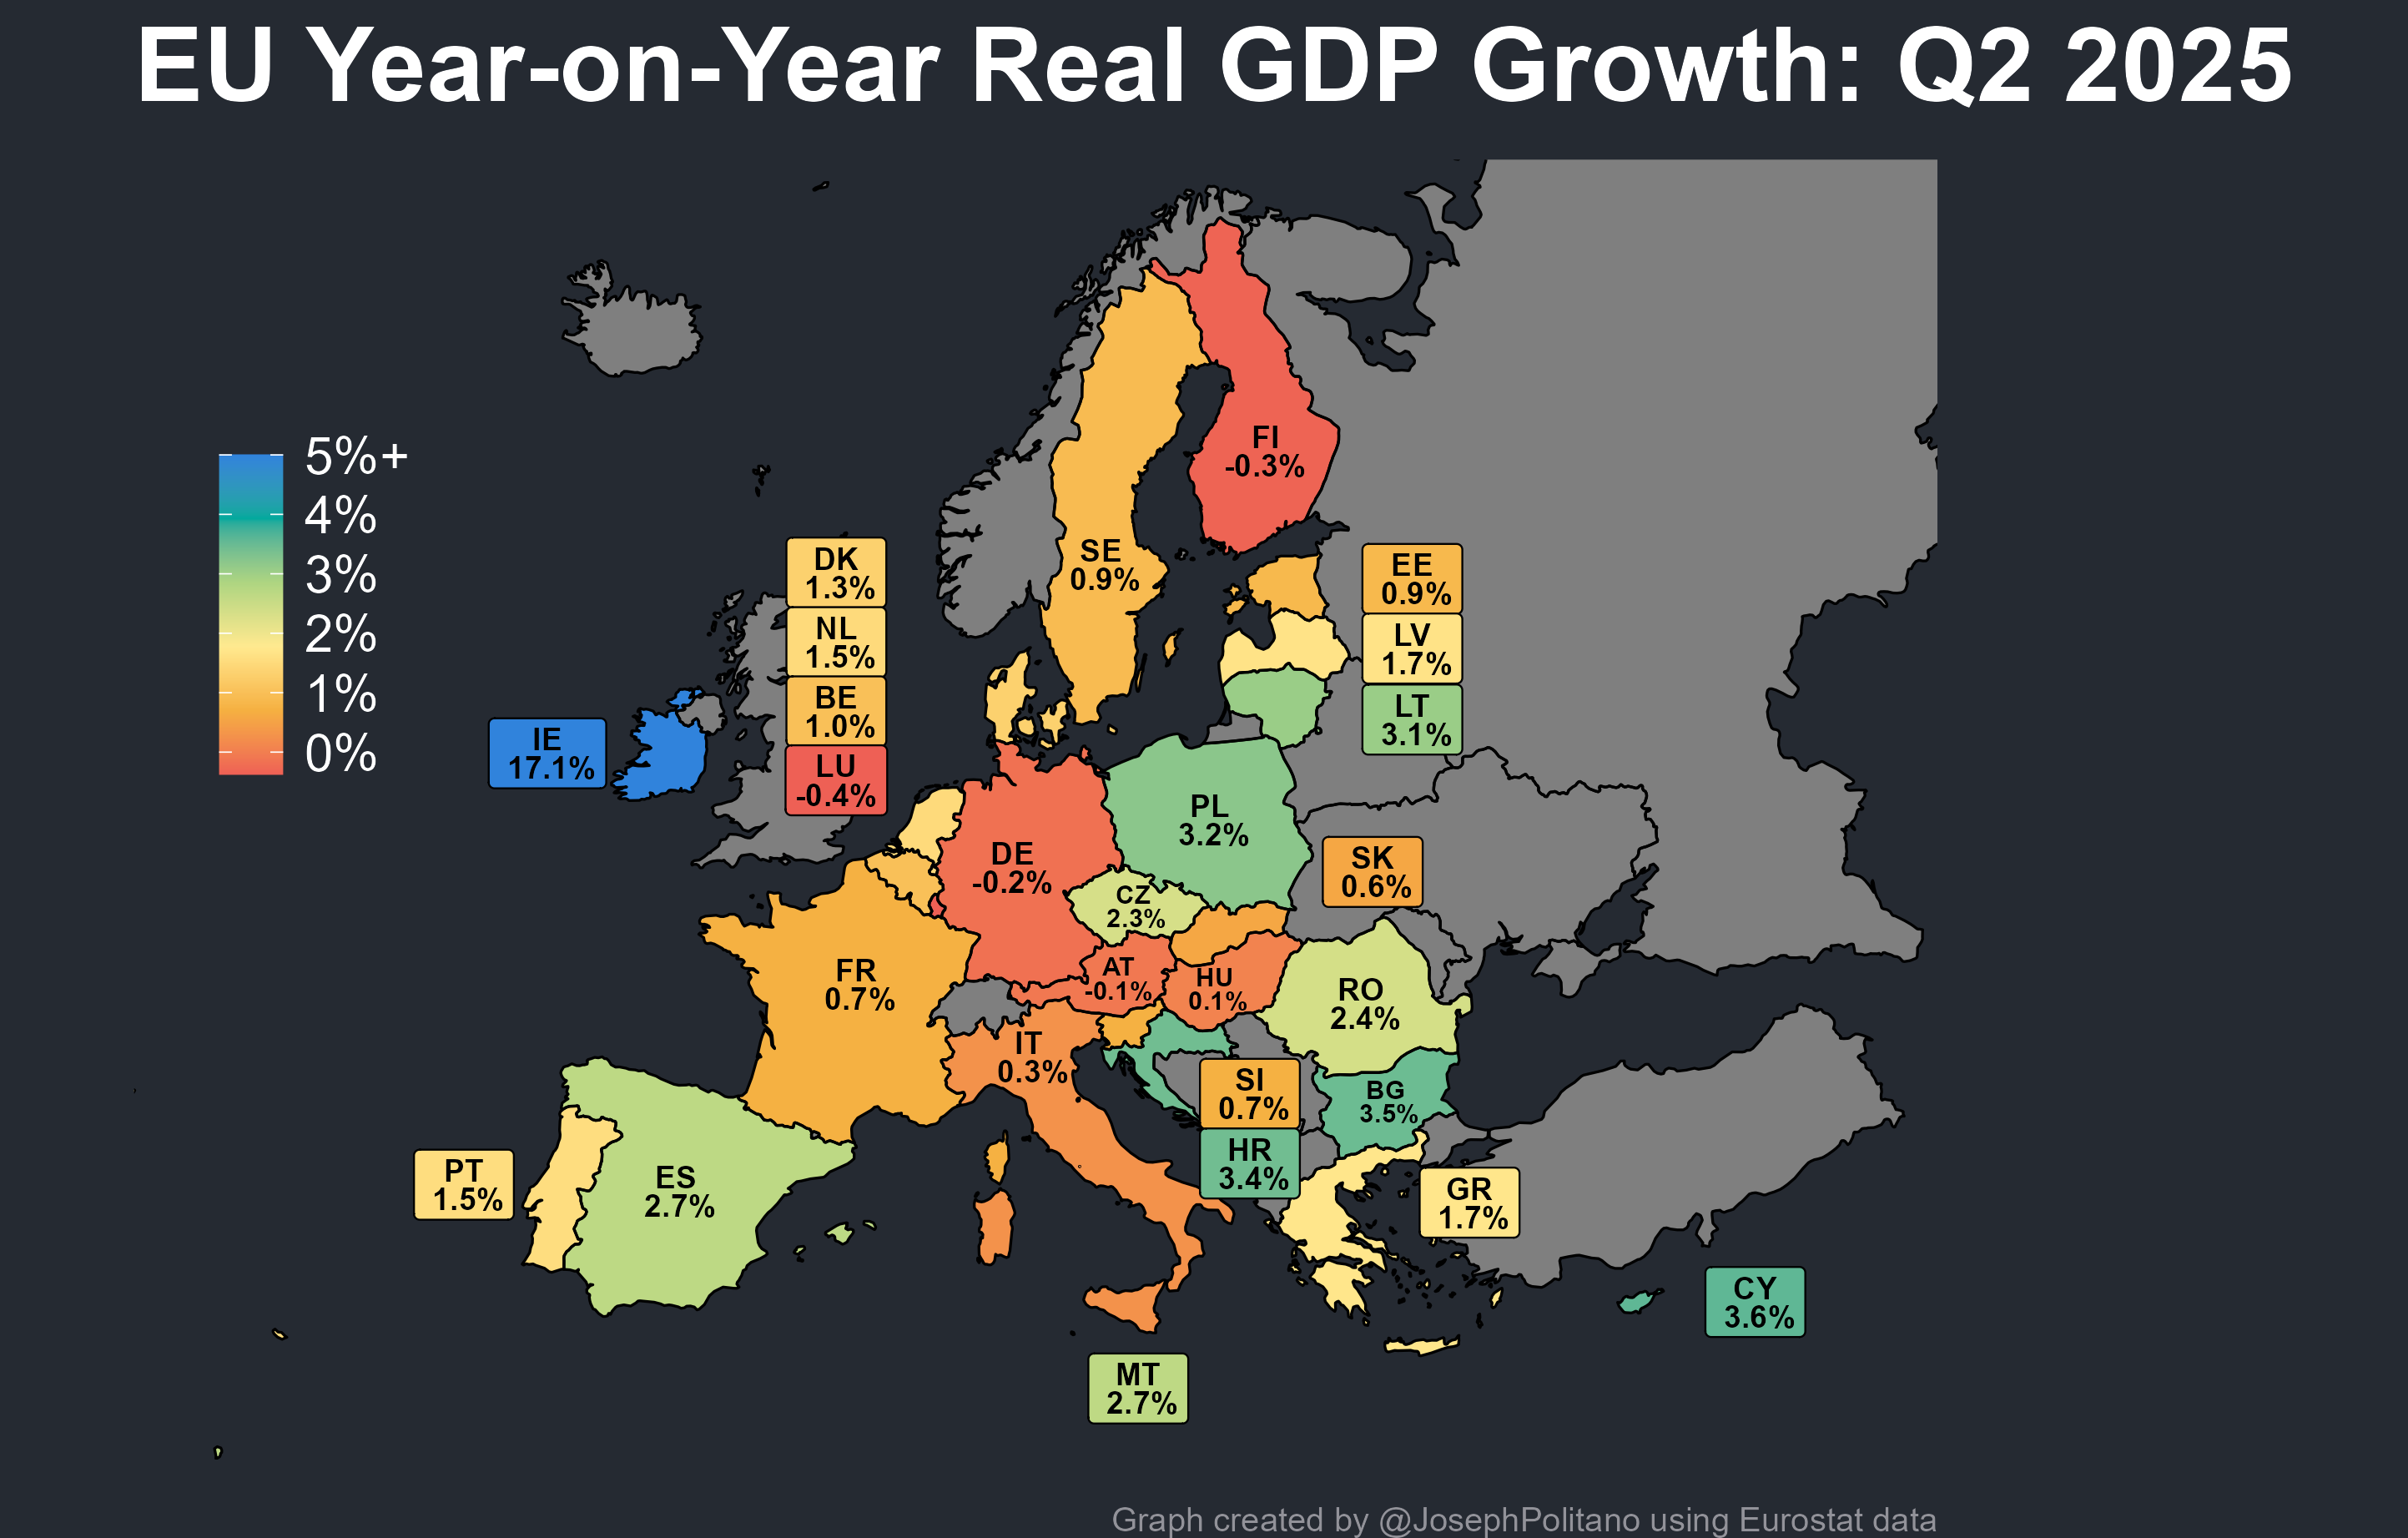 EU Year-on-Year Real GDP Growth: Q2 2025
5%+
4%
3%
2%
1%
0%
FI
-0.3%
SE
0.9%
DK
1.3%
NL
1.5%
BE
1.0%
LU
-0.4%
EE
0.9%
LV
1.7%
LT
3.1%
IE
17.1%
PL
3.2%
DE
-0.2%
SK
0.6%
CZ
2.3%
FR
0.7%
AT
-0.1%
HU
0.1%
RO
2.4%
IT
0.3%
SI
0.7%
HR
3.4%
BG
3.5%
PT
1.5%
ES
2.7%
GR
1.7%
CY
3.6%
MT
2.7%
Graph created by @JosephPolitano using Eurostat data